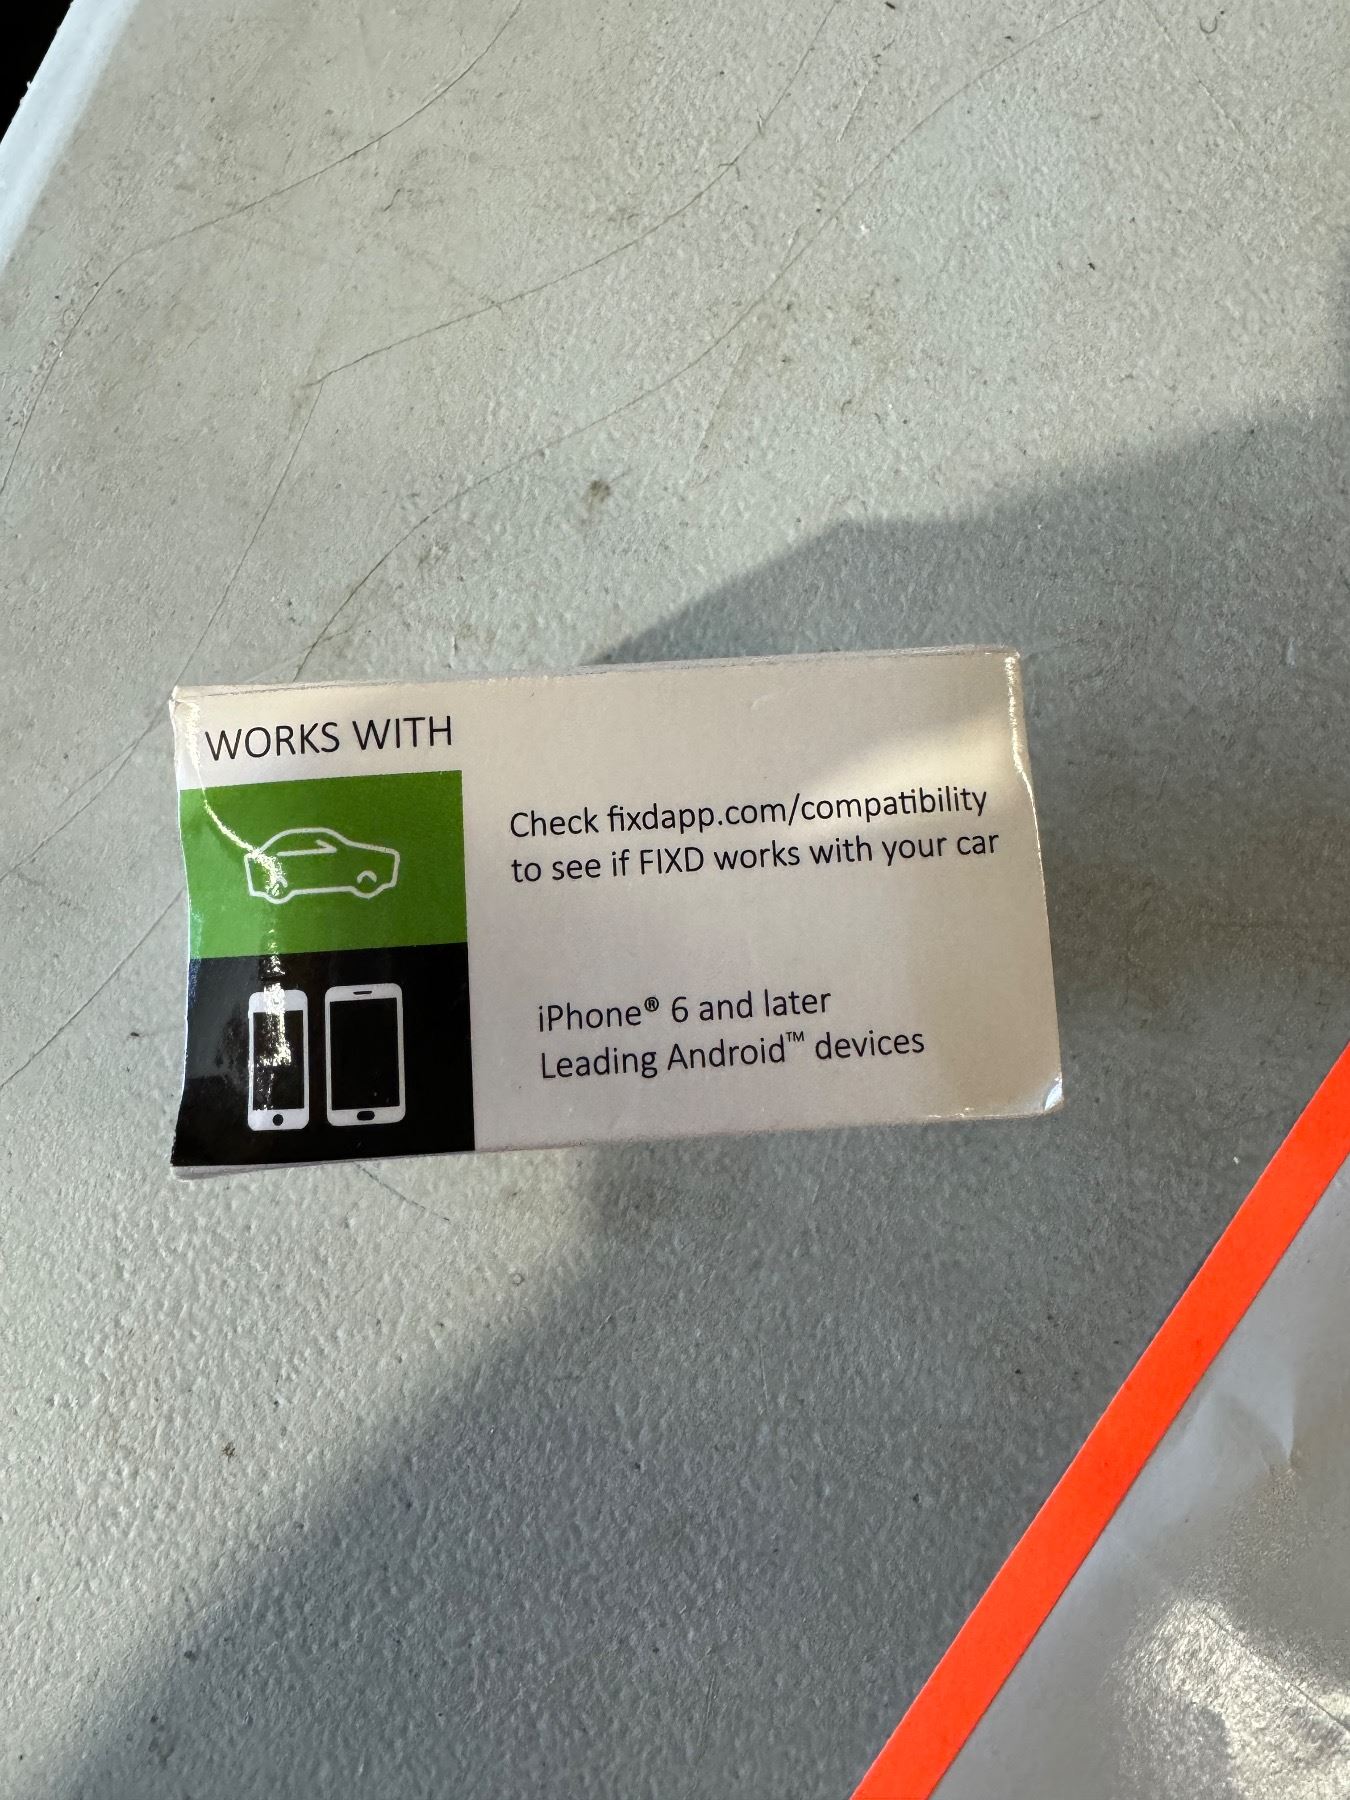 WORKS WITH
Check fixdapp.com/compatibility
to see if FIXD works with your car
iPhone® 6 and later
Leading Android™ devices